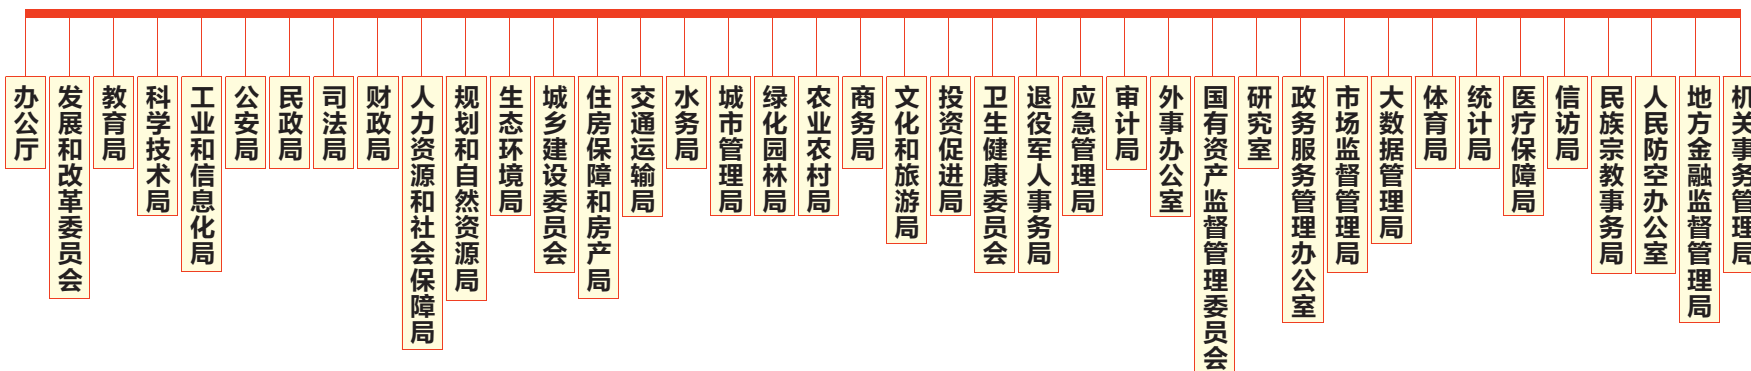 办公厅
发展和改革委员会
教育局
科学技术局
工业和信息化局
公安局
民政局
司法局
财政局
人力资源和社会保障局
规划和自然资源局
生态环境局
城乡建设委员会
住房保障和房产局
交通运输局
水务局
城市管理局
绿化园林局
农业农村局
商务局
文化和旅游局
投资促进局
卫生健康委员会
退役军人事务局
应急管理局
审计局
外事办公室
国有资产监督管理委员会
研究室
政务服务管理办公室
市场监督管理局
大数据管理局
体育局
统计局
医疗保障局
信访局
民族宗教事务局
人民防空办公室
地方金融监督管理局
机关事务管理局